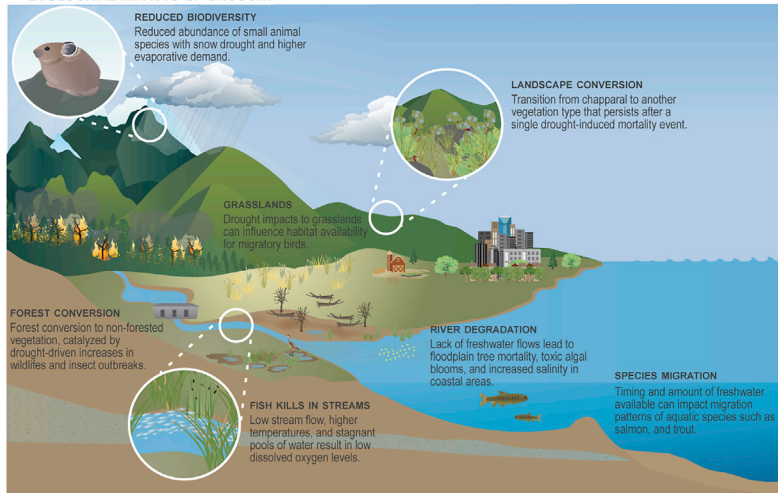 REDUCED BIODIVERSITY
Reduced abundance of small animal
species with snow drought and higher
evaporative demand.
LANDSCAPE CONVERSION
Transition from chapparal to another
vegetation type that persists after a
single drought-induced mortality event.
GRASSLANDS
Drought impacts to grasslands
can influence habitat availability
for migratory birds.
FOREST CONVERSION
Forest conversion to non-forested
vegetation, catalyzed by
drought-driven increases in
wildfires and insect outbreaks.
RIVER DEGRADATION
Lack of freshwater flows lead to
floodplain tree mortality, toxic algal
blooms, and increased salinity in
coastal areas.
SPECIES MIGRATION
Timing and amount of freshwater
available can impact migration
patterns of aquatic species such as
salmon, and trout.
FISH KILLS IN STREAMS
Low stream flow, higher
temperatures, and stagnant
pools of water result in low
dissolved oxygen levels.